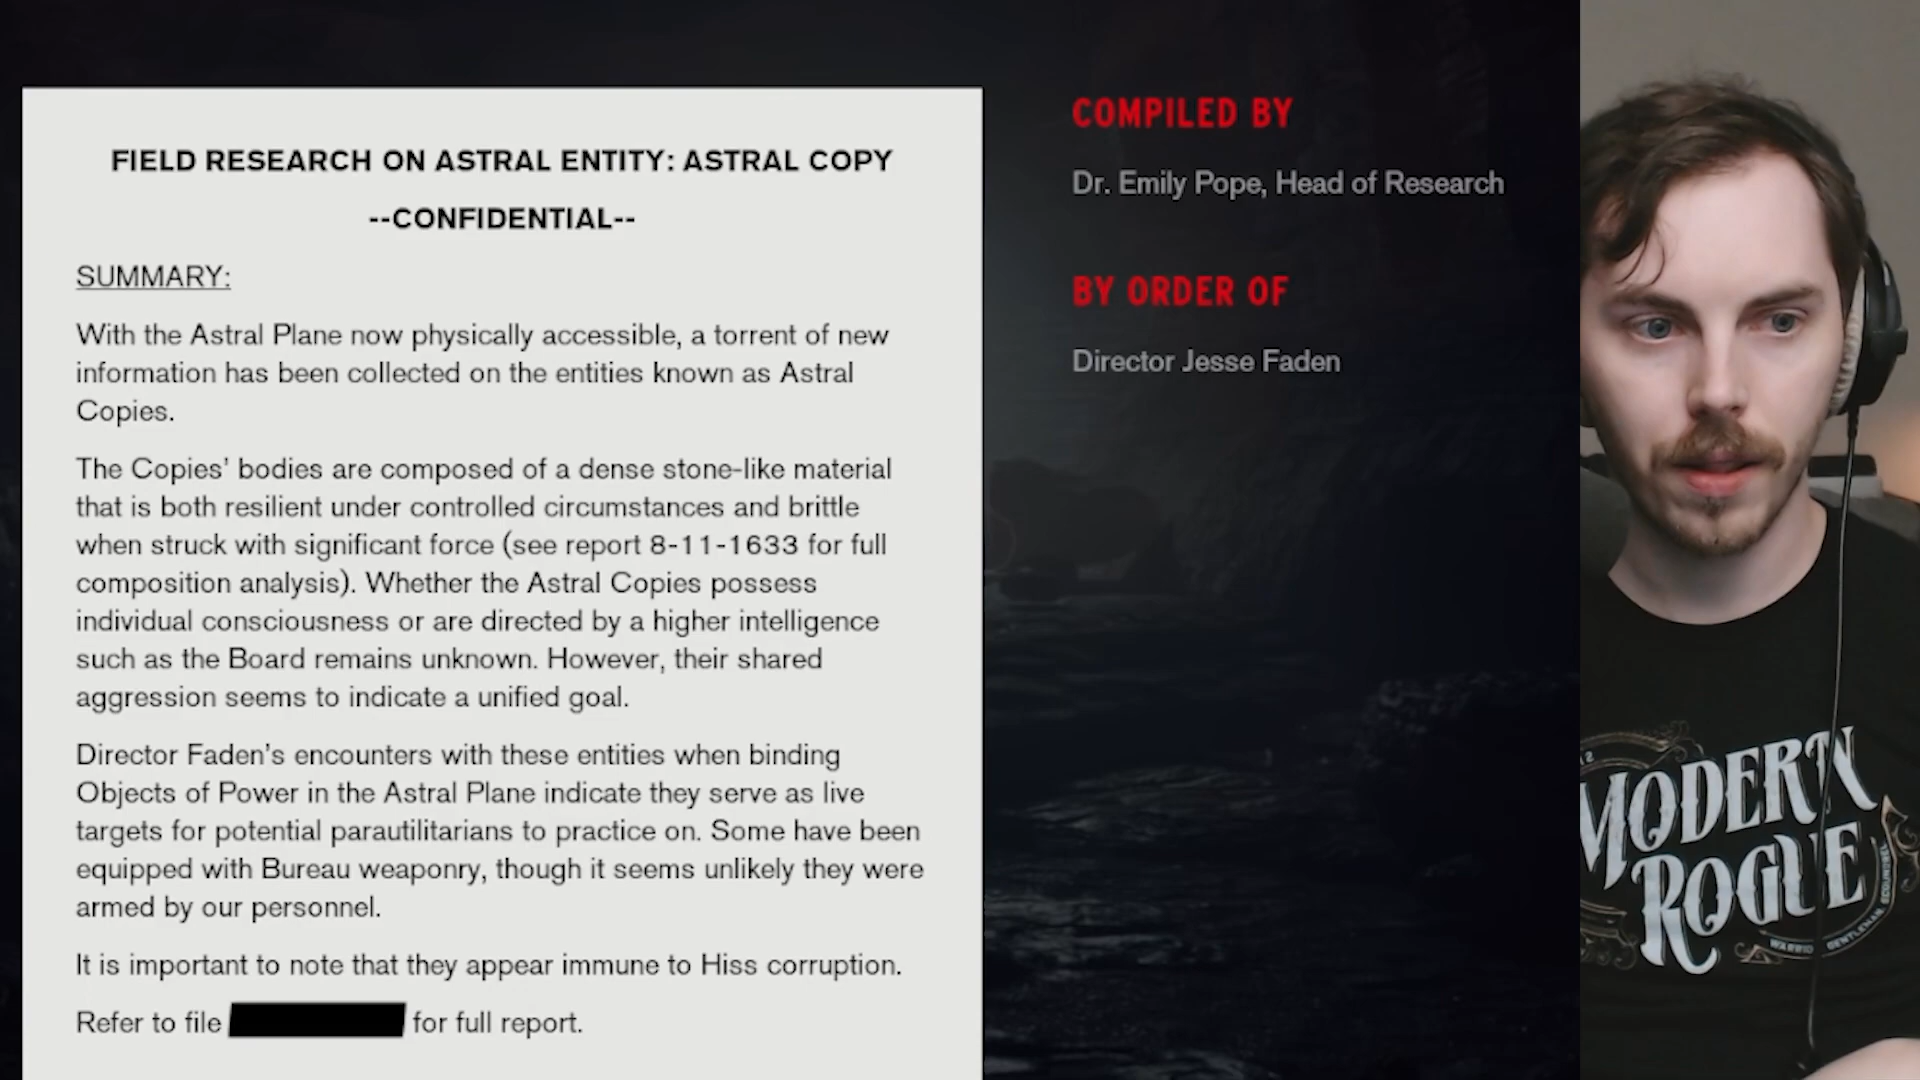 FIELD RESEARCH ON ASTRAL ENTITY: ASTRAL COPY
--CONFIDENTIAL--
SUMMARY:
With the Astral Plane now physically accessible, a torrent of new
information has been collected on the entities known as Astral
Copies.
The Copies’ bodies are composed of a dense stone-like material
that is both resilient under controlled circumstances and brittle
when struck with significant force (see report 8-11-1633 for full
composition analysis). Whether the Astral Copies possess
individual consciousness or are directed by a higher intelligence
such as the Board remains unknown. However, their shared
aggression seems to indicate a unified goal.
Director Faden’s encounters with these entities when binding
Objects of Power in the Astral Plane indicate they serve as live
targets for potential parautilitarians to practice on. Some have been
equipped with Bureau weaponry, though it seems unlikely they were
armed by our personnel.
It is important to note that they appear immune to Hiss corruption.
Refer to file for full report.
COMPILED BY
Dr. Emily Pope, Head of Research
BY ORDER OF
Director Jesse Faden
MODERN
ROGUE
GENTLEMAN